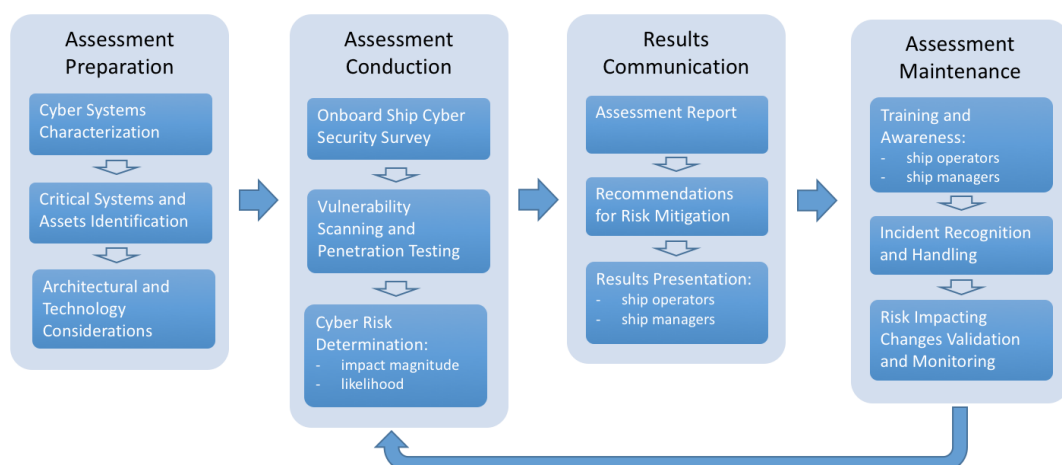 Assessment
Preparation
Cyber Systems
Characterization
Critical Systems and
Assets Identification
Architectural and
Technology
Considerations
Assessment
Conduction
Onboard Ship Cyber
Security Survey
Vulnerability
Scanning and
Penetration Testing
Cyber Risk
Determination:
- impact magnitude
- likelihood
Results
Communication
Assessment Report
Recommendations
for Risk Mitigation
Results Presentation:
- ship operators
- ship managers
Assessment
Maintenance
Training and
Awareness:
- ship operators
- ship managers
Incident Recognition
and Handling
Risk Impacting
Changes Validation
and Monitoring